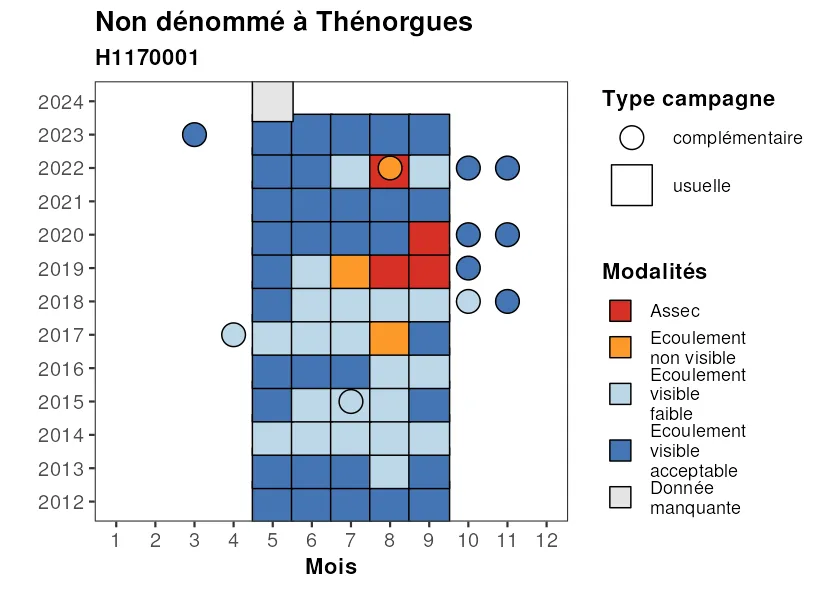 Non dénommé à Thénorgues
H1170001
2024
2023
2022
2021
2020
2019
2018
2017
2016
2015
2014
2013
2012
1 2 3 4 5 6 7 8 9 10 11 12
Mois
Type campagne
complémentaire
usuelle
Modalités
Assec
Ecoulement
non visible
Ecoulement
visible
faible
Ecoulement
visible
acceptable
Donnée
manquante